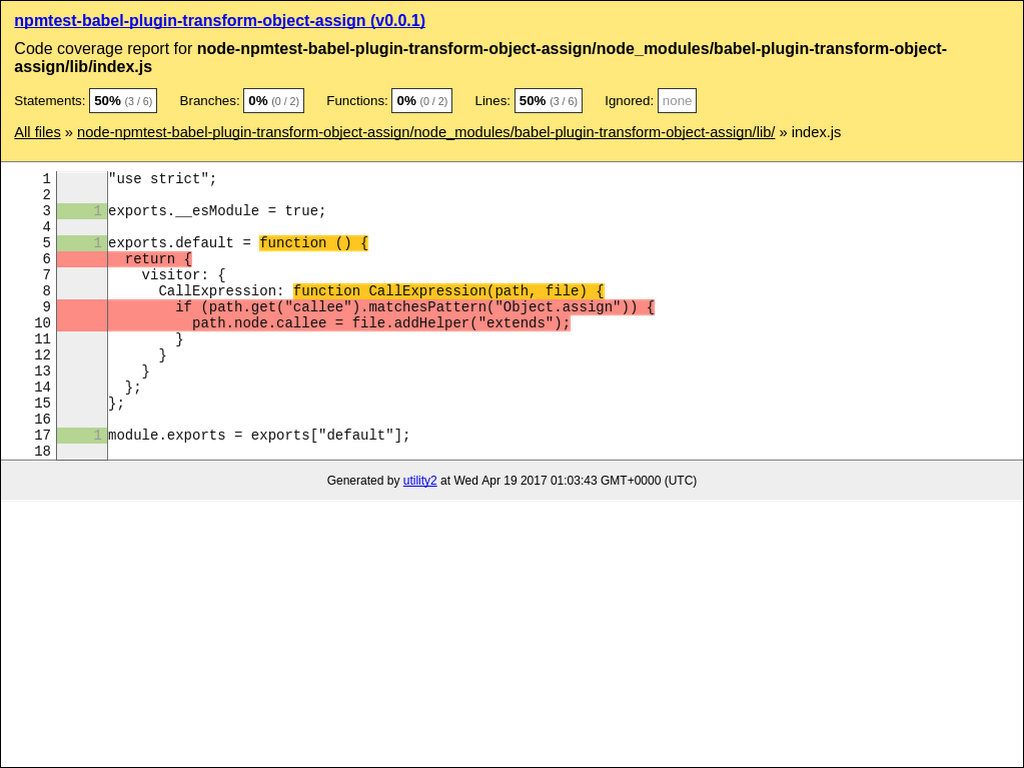 npmtest-babel-plugin-transform-object-assign (v0.0.1)
Code coverage report for node-npmtest-babel-plugin-transform-object-assign/node_modules/babel-plugin-transform-object-
assign/lib/index.js
Statements: 50% (3 / 6) Branches: 0% (0 / 2) Functions: 0% (0 / 2) Lines: 50% (3 / 6) Ignored: none
All files » node-npmtest-babel-plugin-transform-object-assign/node_modules/babel-plugin-transform-object-assign/lib/ » index.js
1 "use strict";
2
3 1 exports.__esModule = true;
4
5 1 exports.default = function () {
6   return {
7     visitor: {
8       CallExpression: function CallExpression(path, file) {
9         if (path.get("callee").matchesPattern("Object.assign")) {
10           path.node.callee = file.addHelper("extends");
11         }
12       }
13     }
14   };
15 };
16
17 1 module.exports = exports["default"];
18
Generated by utility2 at Wed Apr 19 2017 01:03:43 GMT+0000 (UTC)